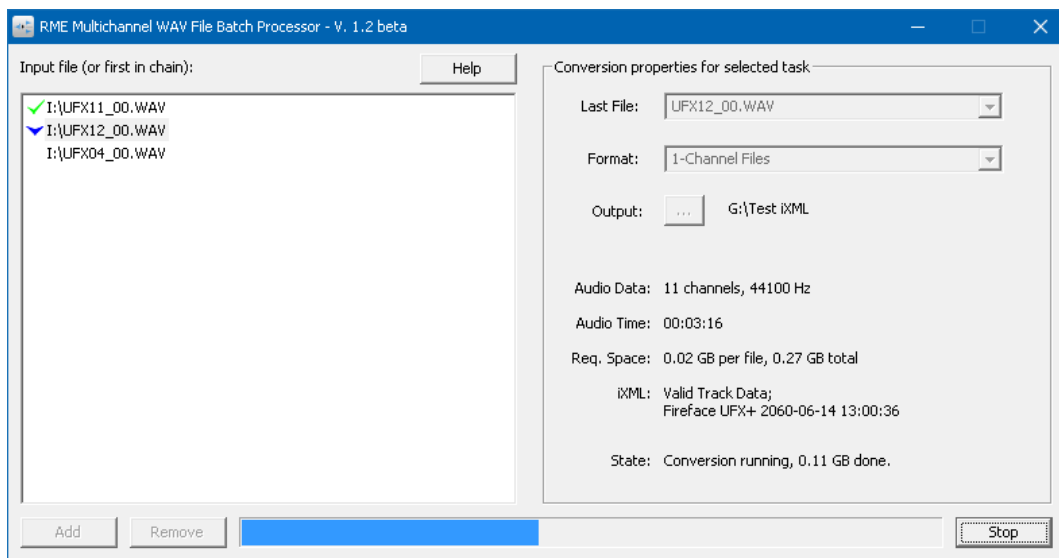 RME Multichannel WAV File Batch Processor - V. 1.2 beta
Input file (or first in chain):
Help
I:\UFX11_00.WAV
I:\UFX12_00.WAV
I:\UFX04_00.WAV
Conversion properties for selected task
Last File: UFX12_00.WAV
Format: 1-Channel Files
Output: ... G:\Test iXML
Audio Data: 11 channels, 44100 Hz
Audio Time: 00:03:16
Req. Space: 0.02 GB per file, 0.27 GB total
iXML: Valid Track Data;
Fireface UFX+ 2060-06-14 13:00:36
State: Conversion running, 0.11 GB done.
Add Remove Stop